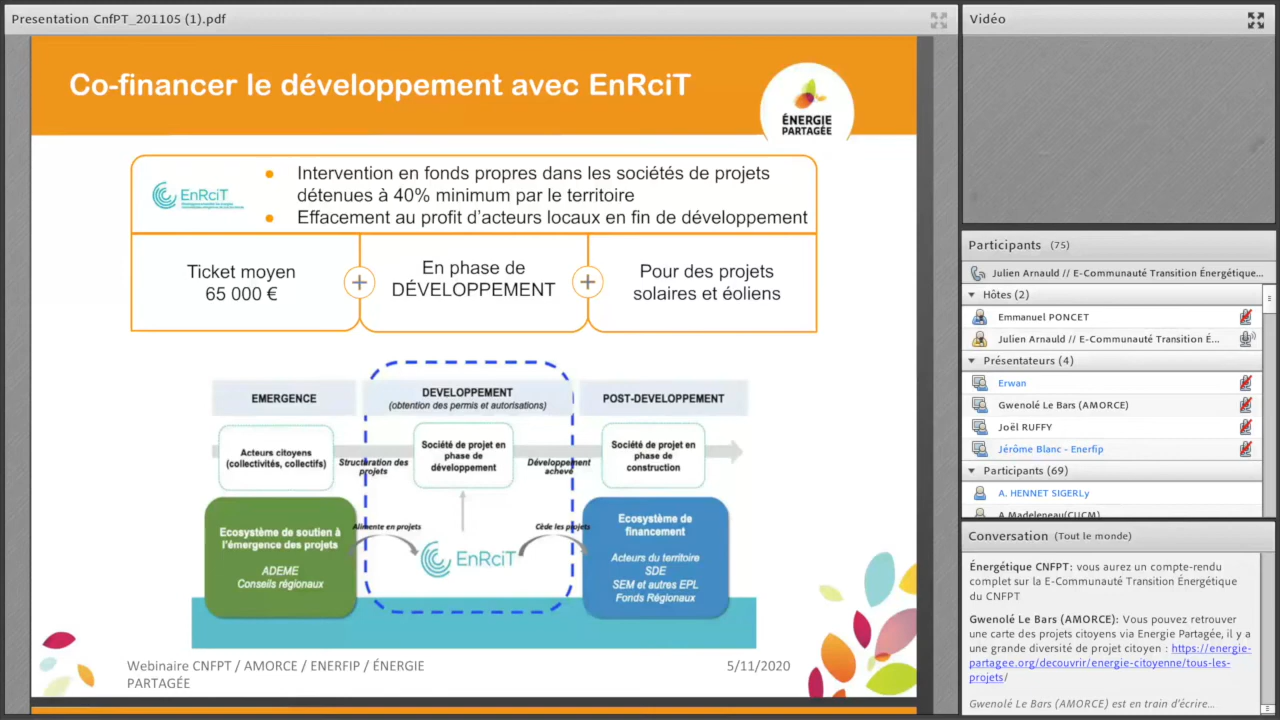 Presentation CnfPT_201105 (1).pdf
Co-financer le développement avec EnRciT
ÉNERGIE
PARTAGÉE
EnRciT
• Intervention en fonds propres dans les sociétés de projets
détenues à 40% minimum par le territoire
• Effacement au profit d’acteurs locaux en fin de développement
Ticket moyen
65 000 €
+
En phase de
DÉVELOPPEMENT
+
Pour des projets
solaires et éoliens
EMERGENCE
DEVELOPPEMENT
(obtention des permis et autorisations)
POST-DEVELOPPEMENT
Acteurs citoyens
(collectivités, collectifs)
Structuration des
projets
Société de projet en
phase de
développement
Développement
achevé
Société de projet en
phase de
construction
Ecosystème de soutien à
l’émergence des projets
ADEME
Conseils régionaux
Alimente en projets
EnRciT
Cède les projets
Ecosystème de
financement
Acteurs du territoire
SDE
SEM et autres EPL
Fonds Régionaux
Webinaire CNFPT / AMORCE / ENERFIP / ÉNERGIE
PARTAGÉE
5/11/2020
Vidéo
Participants (75)
Julien Arnauld // E-Communauté Transition Énergétique...
Hôtes (2)
Emmanuel PONCET
Julien Arnauld // E-Communauté Transition É...
Présentateurs (4)
Erwan
Gwenolé Le Bars (AMORCE)
Joël RUFFY
Jérôme Blanc - Enerfip
Participants (69)
A. HENNET SIGERLy
A.Madeleneau(CUCM)
Conversation (Tout le monde)
Énergétique CNFPT: vous aurez un compte-rendu
complet sur la E-Communauté Transition Énergétique
du CNFPT
Gwenolé Le Bars (AMORCE): Vous pouvez retrouver
une carte des projets citoyens via Energie Partagée, il y a
une grande diversité de projet citoyen : https://energie-
partagee.org/decouvrir/energie-citoyenne/tous-les-
projets/
Gwenolé Le Bars (AMORCE) est en train d'écrire...